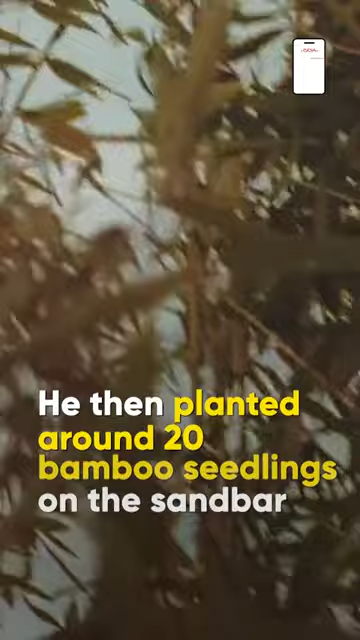 He then planted
around 20
bamboo seedlings
on the sandbar